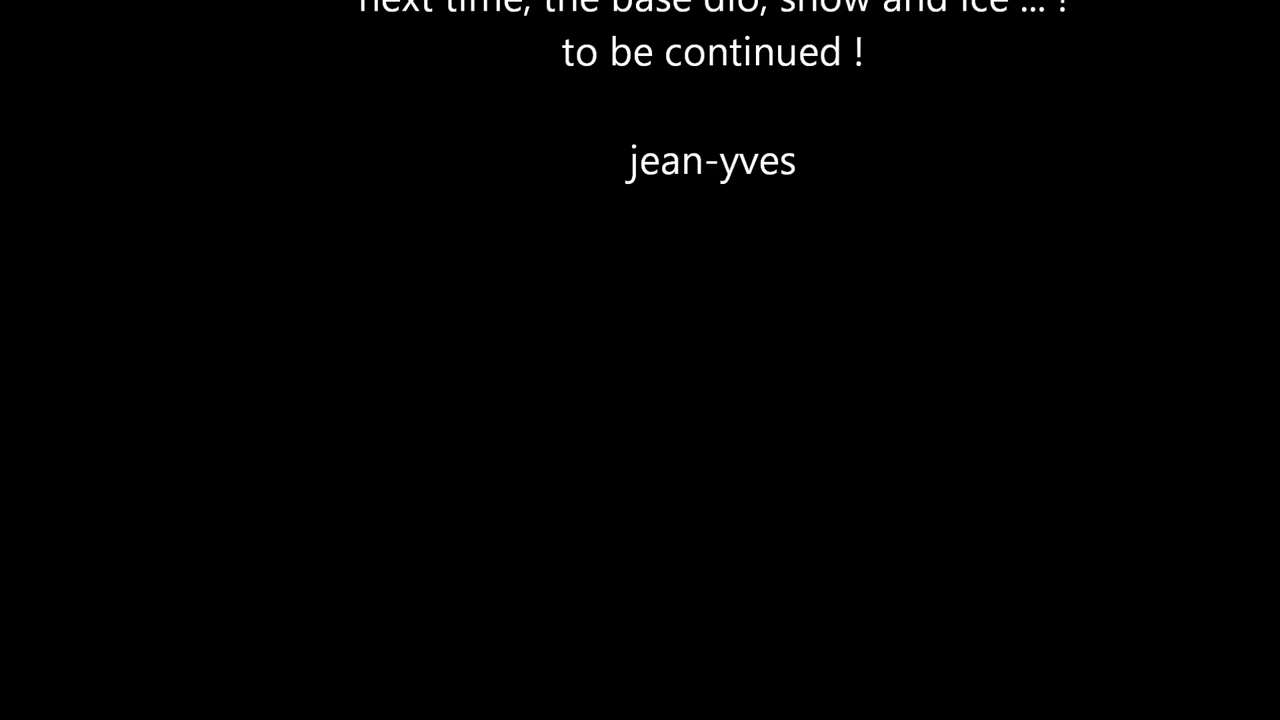 next time, the base dio, snow and ice ... !
to be continued !
jean-yves